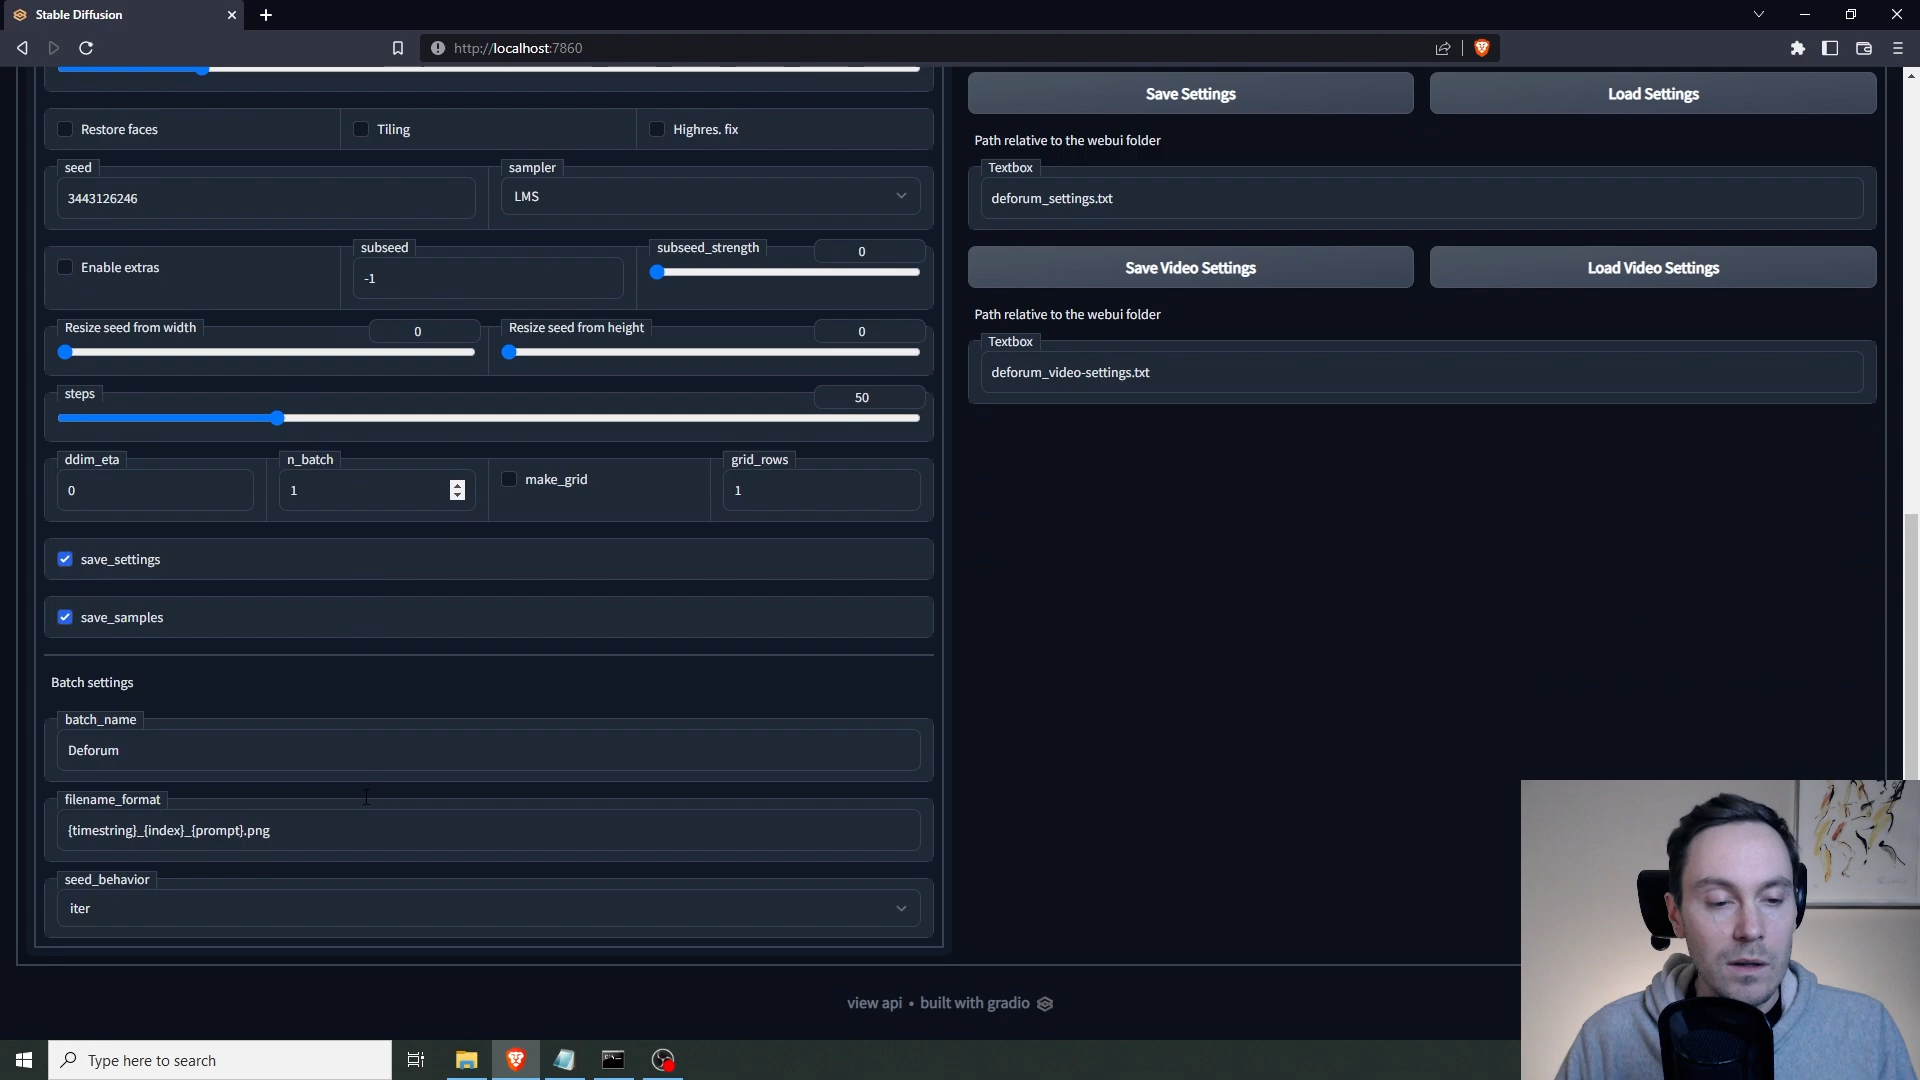 Stable Diffusion
http://localhost:7860
Save Settings
Load Settings
Restore faces
Tiling
Highres. fix
Path relative to the webui folder
seed
3443126246
sampler
LMS
Textbox
deforum_settings.txt
Enable extras
subseed
-1
subseed_strength
0
Save Video Settings
Load Video Settings
Resize seed from width
0
Resize seed from height
0
Path relative to the webui folder
Textbox
deforum_video-settings.txt
steps
50
ddim_eta
0
n_batch
1
make_grid
grid_rows
1
save_settings
save_samples
Batch settings
batch_name
Deforum
filename_format
{timestring}_{index}_{prompt}.png
seed_behavior
iter
view api • built with gradio
Type here to search